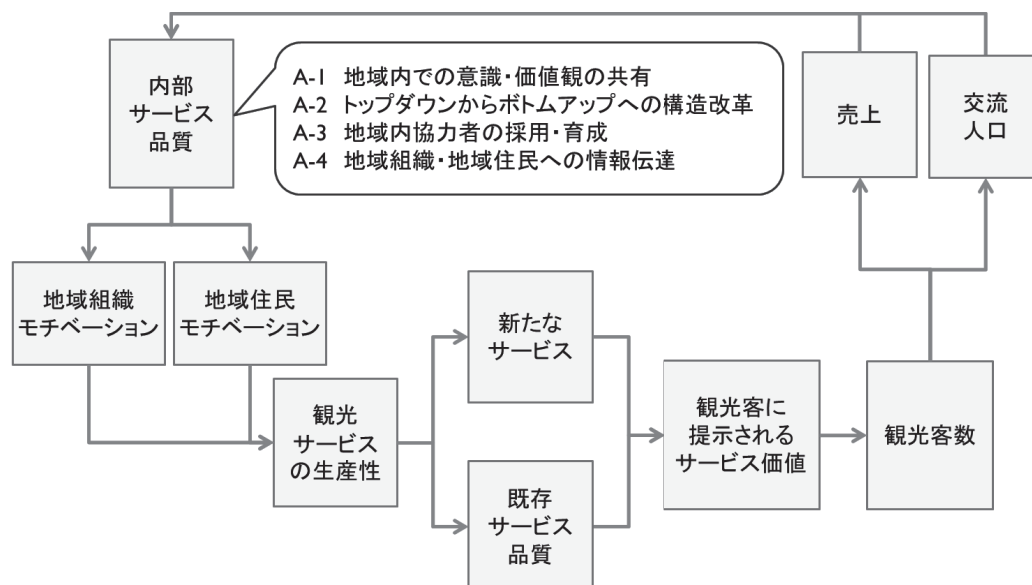 内部
サービス
品質
A-1 地域内での意識・価値観の共有
A-2 トップダウンからボトムアップへの構造改革
A-3 地域内協力者の採用・育成
A-4 地域組織・地域住民への情報伝達
売上
交流
人口
地域組織
モチベーション
地域住民
モチベーション
新たな
サービス
観光
サービス
の生産性
既存
サービス
品質
観光客に
提示される
サービス価値
観光客数